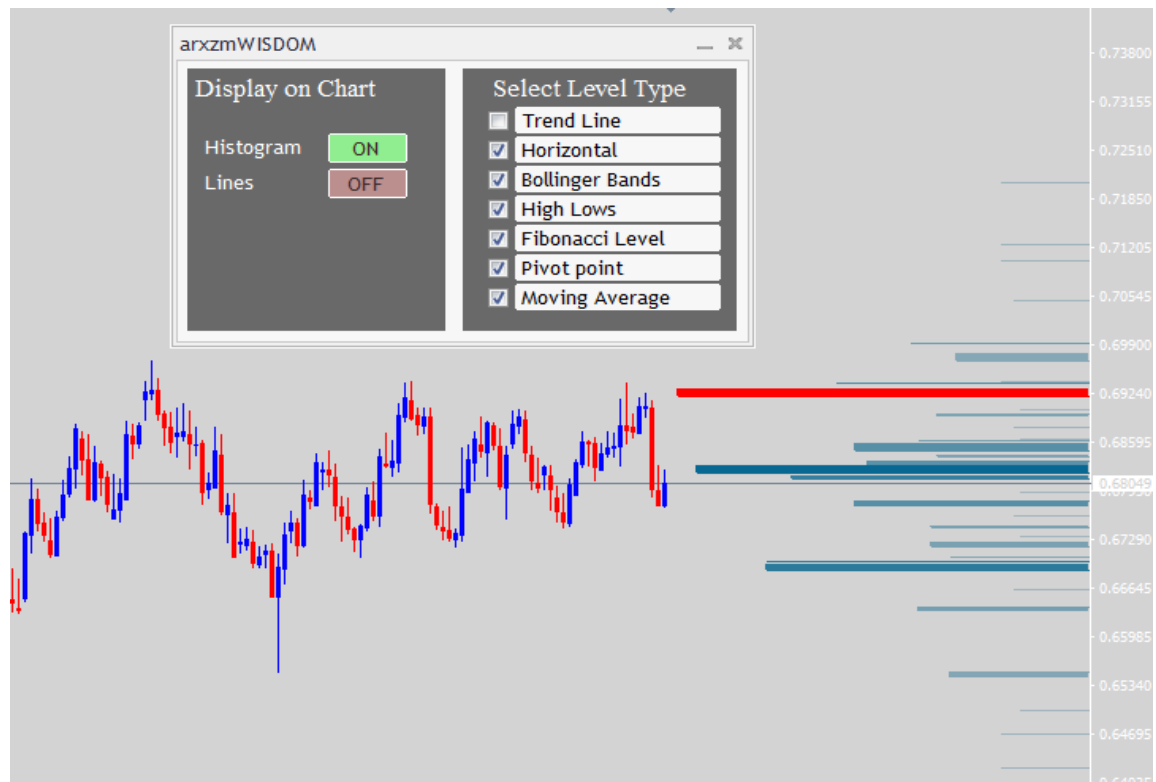 arxzmWISDOM
Display on Chart
Histogram ON
Lines OFF
Select Level Type
Trend Line
Horizontal
Bollinger Bands
High Lows
Fibonacci Level
Pivot point
Moving Average
0.73800
0.73155
0.72510
0.71850
0.71205
0.70545
0.69900
0.69240
0.68595
0.68049
0.67290
0.66645
0.65985
0.65340
0.64695